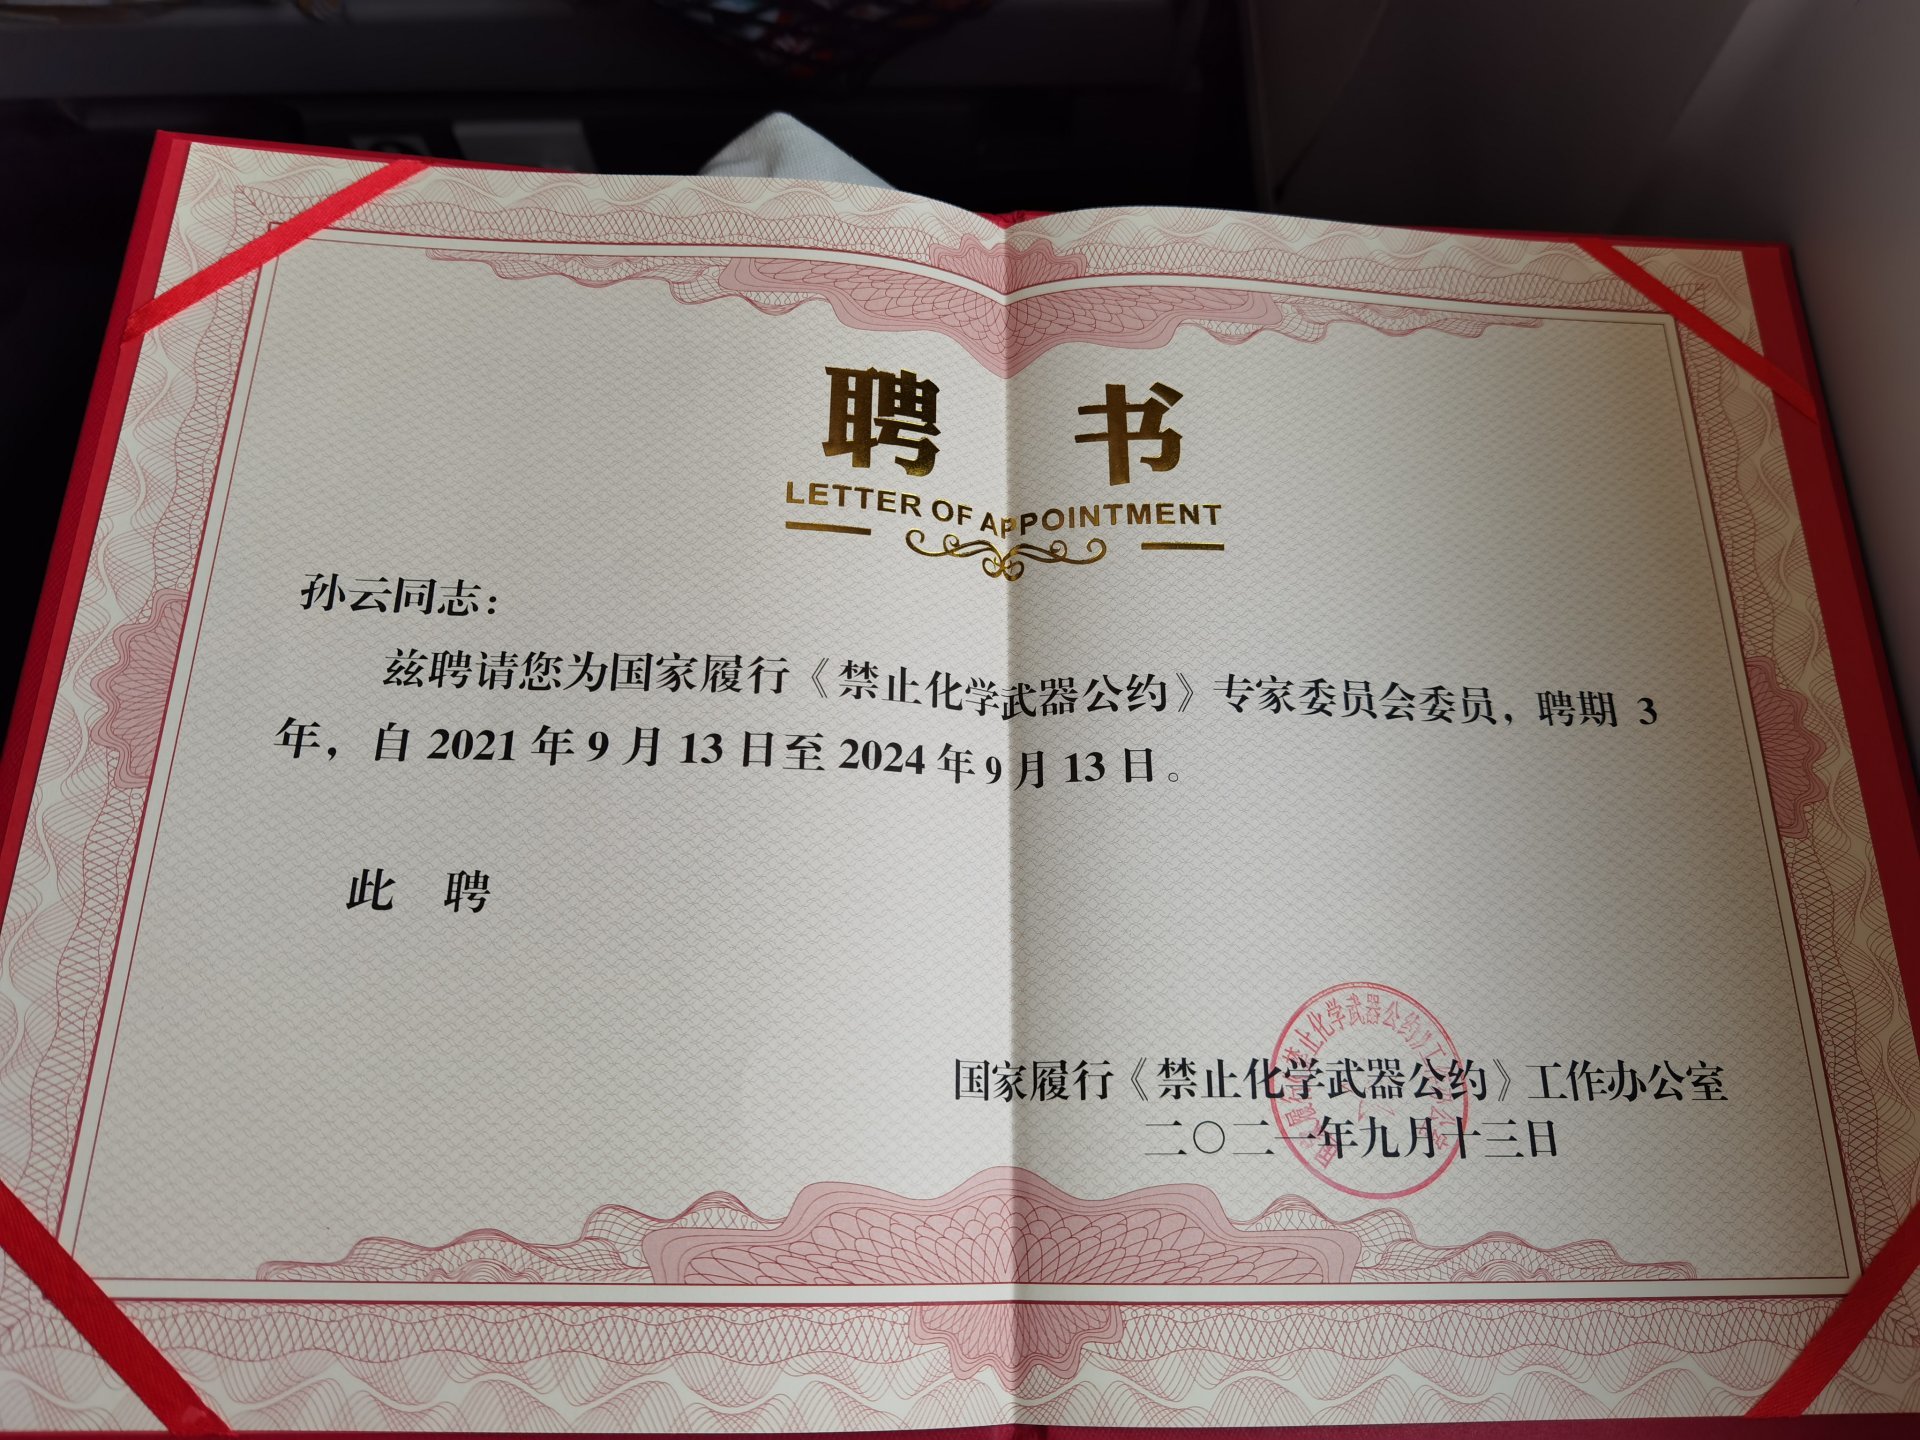 聘 书
LETTER OF APPOINTMENT
孙云同志：
兹聘请您为国家履行《禁止化学武器公约》专家委员会委员，聘期 3
年，自 2021 年 9 月 13 日至 2024 年 9 月 13 日。
此 聘
国家履行《禁止化学武器公约》工作办公室
二〇二一年九月十三日